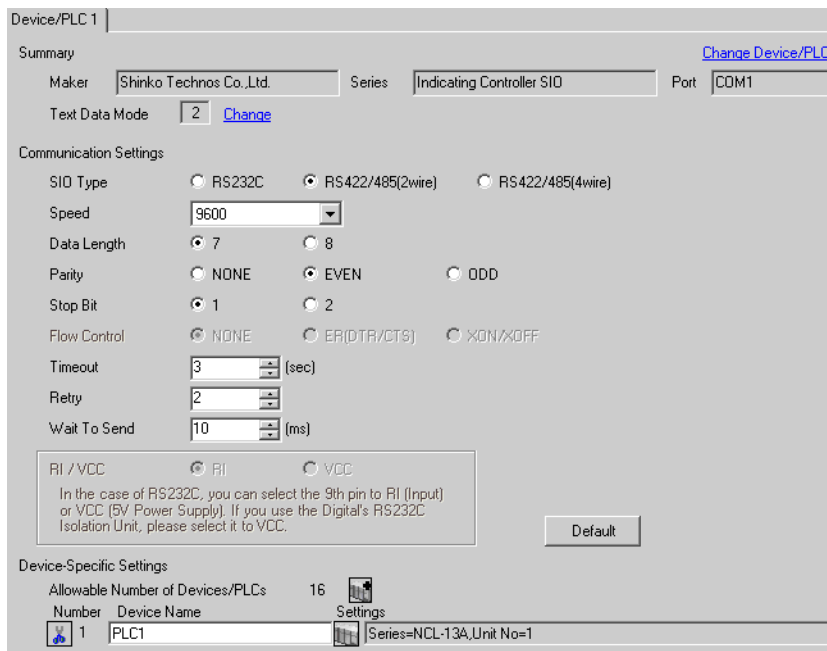 Device/PLC 1
Summary
Change Device/PLC
Maker Shinko Technos Co.,Ltd. Series Indicating Controller SIO Port COM1
Text Data Mode 2 Change
Communication Settings
SIO Type RS232C RS422/485(2wire) RS422/485(4wire)
Speed 9600
Data Length 7 8
Parity NONE EVEN ODD
Stop Bit 1 2
Flow Control NONE ER(DTR/CTS) XON/XOFF
Timeout 3 (sec)
Retry 2
Wait To Send 10 (ms)
RI / VCC RI VCC
In the case of RS232C, you can select the 9th pin to RI (Input)
or VCC (5V Power Supply). If you use the Digital's RS232C
Isolation Unit, please select it to VCC.
Default
Device-Specific Settings
Allowable Number of Devices/PLCs 16
Number Device Name Settings
1 PLC1 Series=NCL-13A,Unit No=1